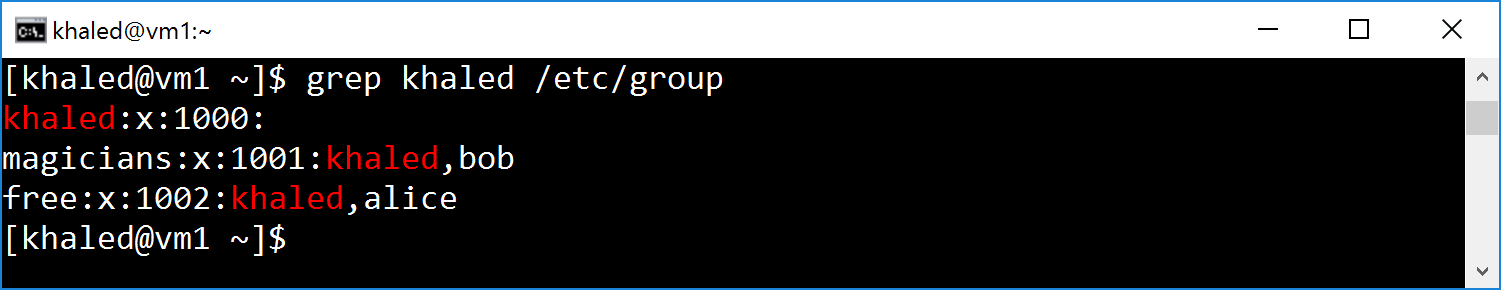 khaled@vm1:~
[khaled@vm1 ~]$ grep khaled /etc/group
khaled:x:1000:
magicians:x:1001:khaled,bob
free:x:1002:khaled,alice
[khaled@vm1 ~]$